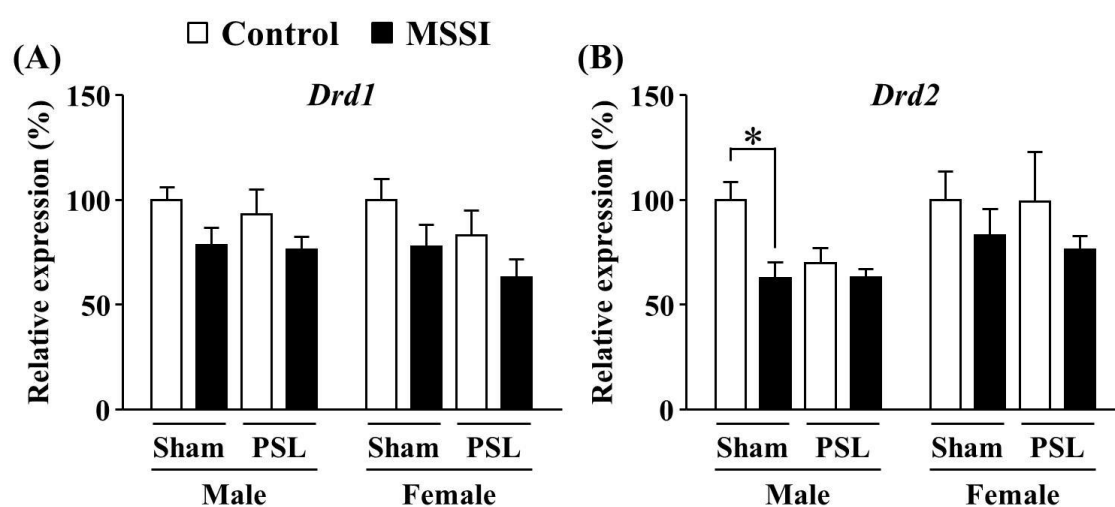 Control MSSI
(A)
Drd1
Relative expression (%)
150
100
50
0
Sham PSL Sham PSL
Male Female
(B)
Drd2
Relative expression (%)
150
100
50
0
*
Sham PSL Sham PSL
Male Female